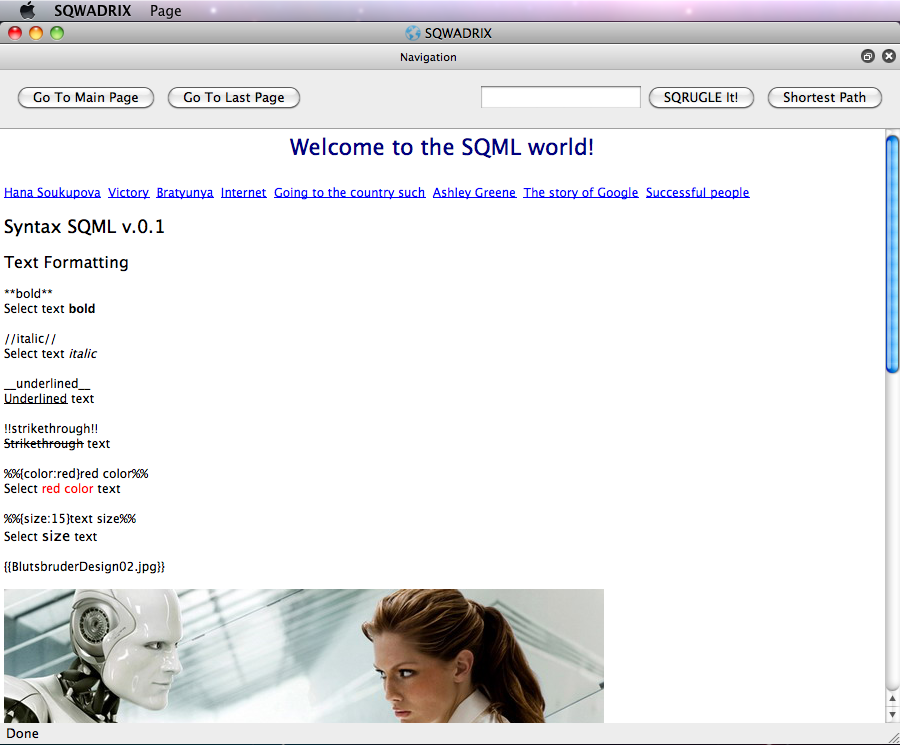 SQWADRIX Page
SQWADRIX
Navigation
Go To Main Page Go To Last Page SQRUGLE It! Shortest Path
Welcome to the SQML world!
Hana Soukupova Victory Bratyunya Internet Going to the country such Ashley Greene The story of Google Successful people
Syntax SQML v.0.1
Text Formatting
**bold**
Select text bold
//italic//
Select text italic
__underlined__
Underlined text
!!strikethrough!!
Strikethrough text
%%{color:red}red color%%
Select red color text
%%{size:15}text size%%
Select size text
{{BlutsbruderDesign02.jpg}}
Done